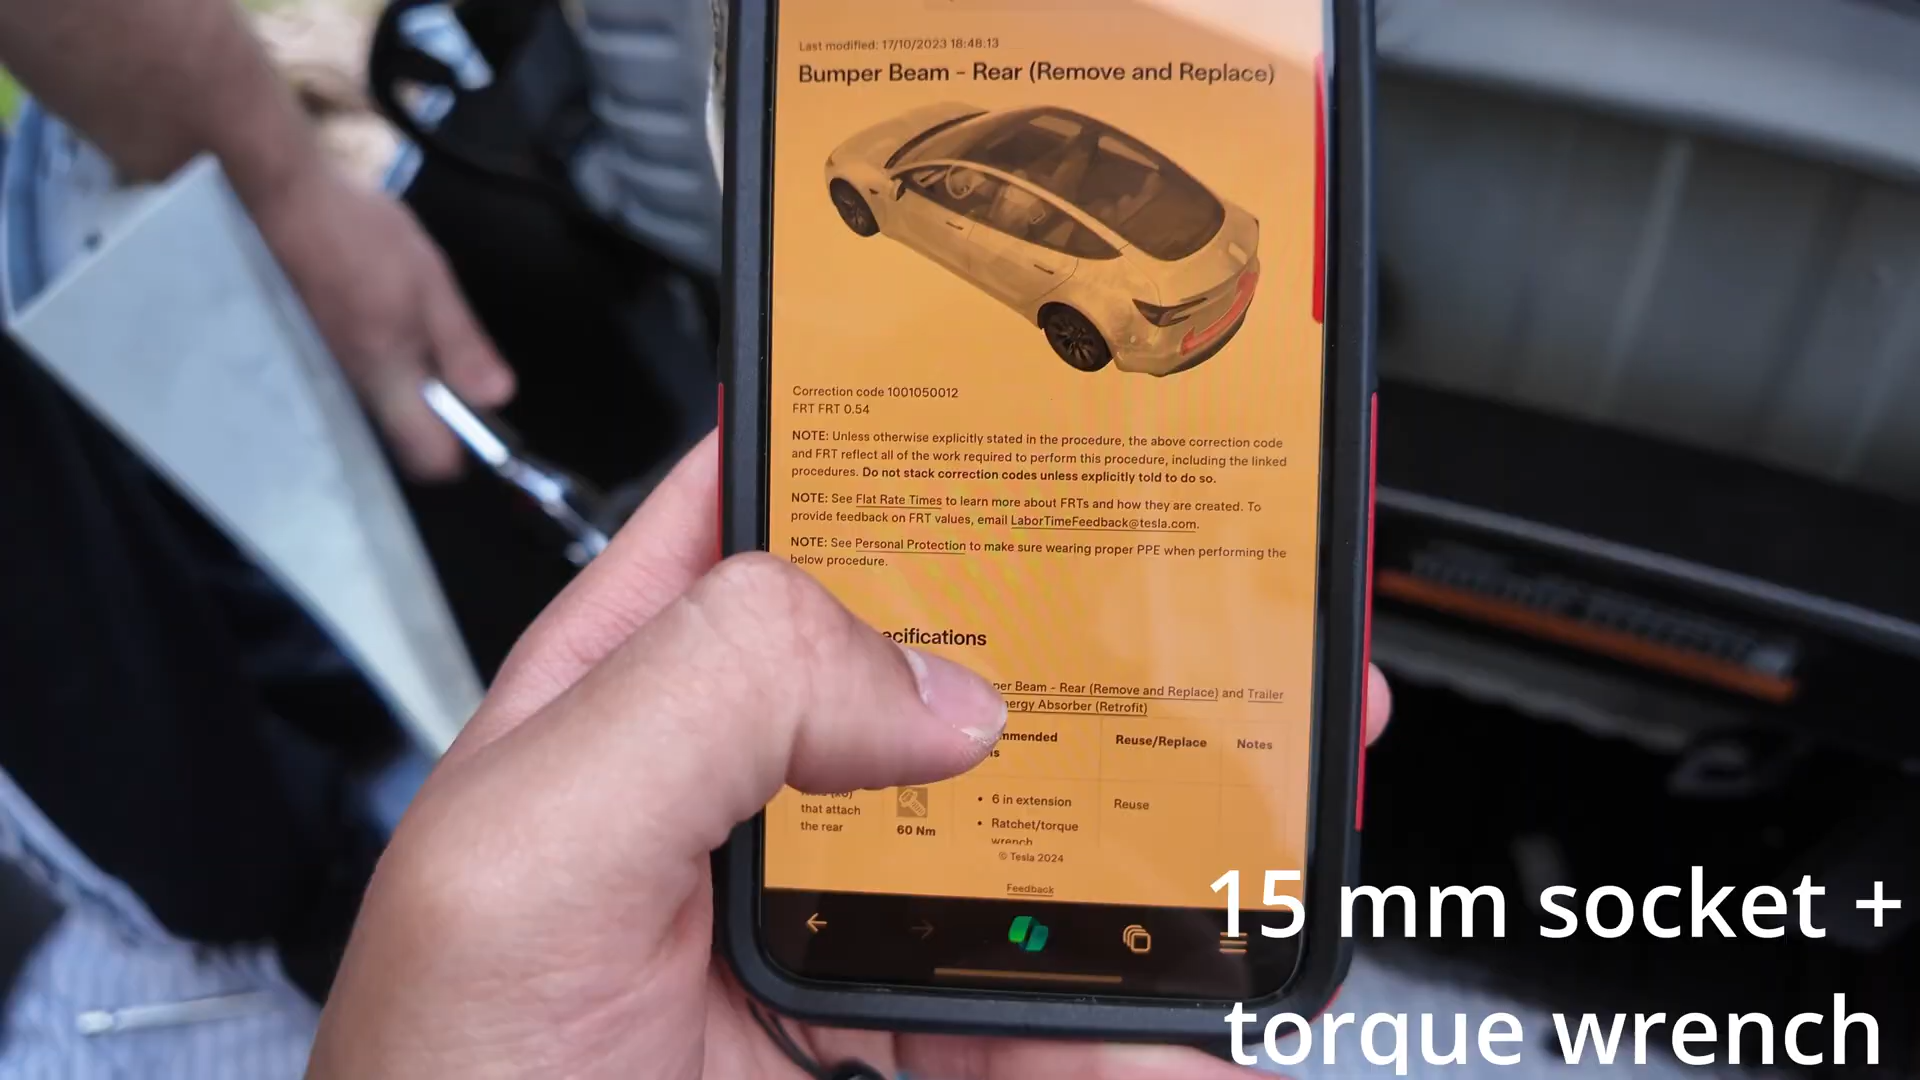 Last modified: 17/10/2023 18:48:13
Bumper Beam - Rear (Remove and Replace)
Correction code 1001050012
FRT FRT 0.54
NOTE: Unless otherwise explicitly stated in the procedure, the above correction code
and FRT reflect all of the work required to perform this procedure, including the linked
procedures. Do not stack correction codes unless explicitly told to do so.
NOTE: See Flat Rate Times to learn more about FRTs and how they are created. To
provide feedback on FRT values, email LaborTimeFeedback@tesla.com.
NOTE: See Personal Protection to make sure wearing proper PPE when performing the
below procedure.
ecifications
per Beam - Rear (Remove and Replace) and Trailer
nergy Absorber (Retrofit)
mmended
Reuse/Replace
Notes
that attach
the rear
60 Nm
• 6 in extension
• Ratchet/torque
wrench
Reuse
© Tesla 2024
Feedback
15 mm socket +
torque wrench